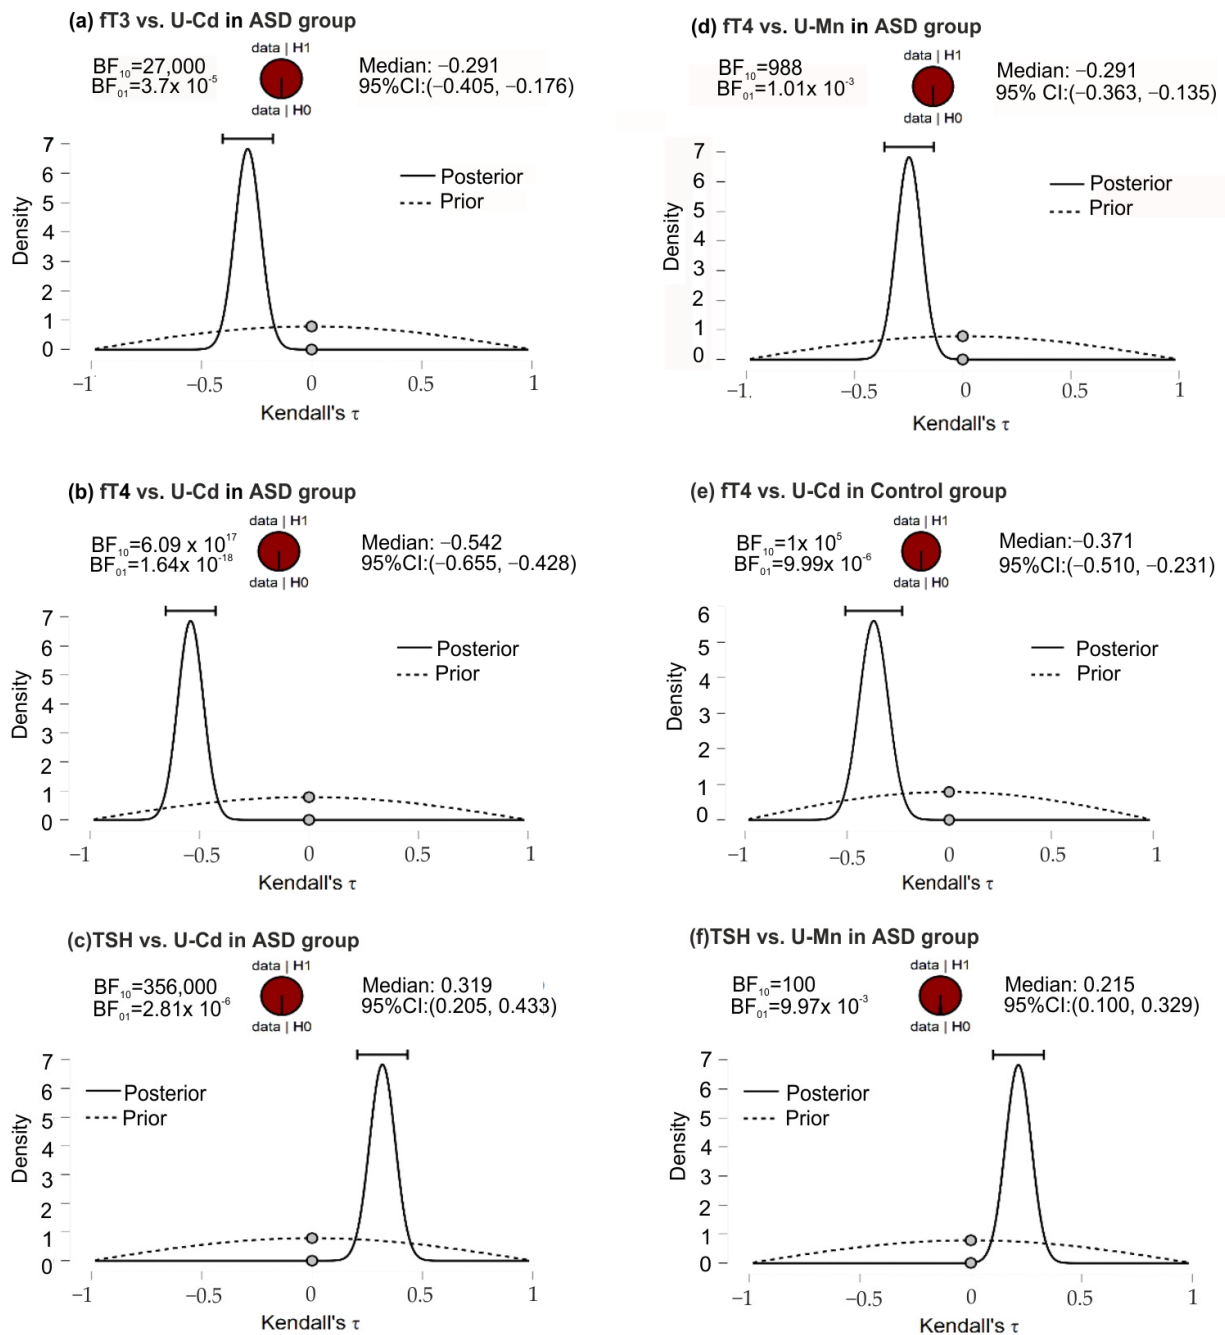 (a) fT3 vs. U-Cd in ASD group
data | H1
BF₁₀=27,000
BF₀₁=3.7x 10⁻⁵
data | H0
Median: −0.291
95%CI:(−0.405, −0.176)
7
6
5
4
3
2
1
0
Density
Posterior
Prior
−1
−0.5
0
0.5
1
Kendall's τ
(d) fT4 vs. U-Mn in ASD group
data | H1
BF₁₀=988
BF₀₁=1.01x 10⁻³
data | H0
Median: −0.291
95% CI:(−0.363, −0.135)
7
6
5
4
3
2
1
0
Density
Posterior
Prior
−1.
−0.5
0
0.5
1
Kendall's τ
(b) fT4 vs. U-Cd in ASD group
data | H1
BF₁₀=6.09 x 10¹⁷
BF₀₁=1.64x 10⁻¹⁸
data | H0
Median: −0.542
95%CI:(−0.655, −0.428)
7
6
5
4
3
2
1
0
Density
Posterior
Prior
−1
−0.5
0
0.5
1
Kendall's τ
(e) fT4 vs. U-Cd in Control group
data | H1
BF₁₀=1x 10⁵
BF₀₁=9.99x 10⁻⁶
data | H0
Median:−0.371
95%CI:(−0.510, −0.231)
6
5
4
3
2
1
0
Density
Posterior
Prior
−1
−0.5
0
0.5
1
Kendall's τ
(c)TSH vs. U-Cd in ASD group
data | H1
BF₁₀=356,000
BF₀₁=2.81x 10⁻⁶
data | H0
Median: 0.319
95%CI:(0.205, 0.433)
7
6
5
4
3
2
1
0
Density
Posterior
Prior
−1
−0.5
0
0.5
1
Kendall's τ
(f)TSH vs. U-Mn in ASD group
data | H1
BF₁₀=100
BF₀₁=9.97x 10⁻³
data | H0
Median: 0.215
95%CI:(0.100, 0.329)
7
6
5
4
3
2
1
0
Density
Posterior
Prior
−1
−0.5
0
0.5
1
Kendall's τ